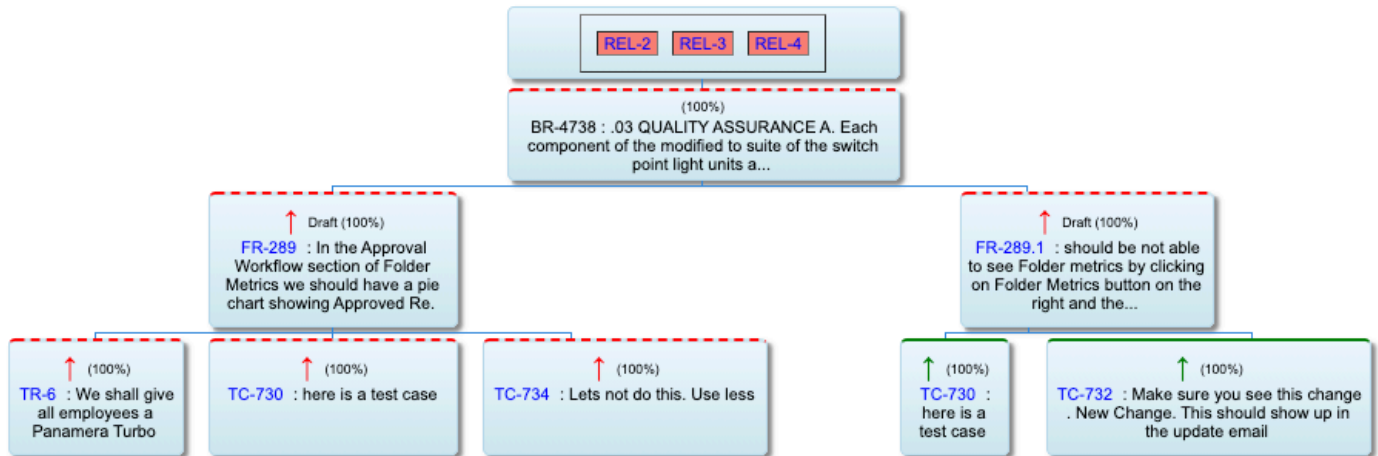 REL-2 REL-3 REL-4
(100%)
BR-4738 : .03 QUALITY ASSURANCE A. Each
component of the modified to suite of the switch
point light units a...
↑ Draft (100%)
FR-289 : In the Approval
Workflow section of Folder
Metrics we should have a pie
chart showing Approved Re.
↑ Draft (100%)
FR-289.1 : should be not able
to see Folder metrics by clicking
on Folder Metrics button on the
right and the...
↑ (100%)
TR-6 : We shall give
all employees a
Panamera Turbo
↑ (100%)
TC-730 : here is a test case
↑ (100%)
TC-734 : Lets not do this. Use less
↑ (100%)
TC-730 :
here is a
test case
↑ (100%)
TC-732 : Make sure you see this change
. New Change. This should show up in
the update email